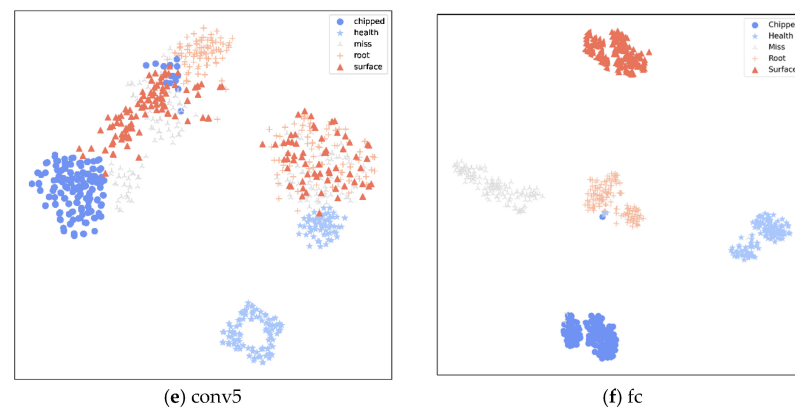 chipped
health
miss
root
surface
Chipped
Health
Miss
Root
Surface
(e) conv5
(f) fc